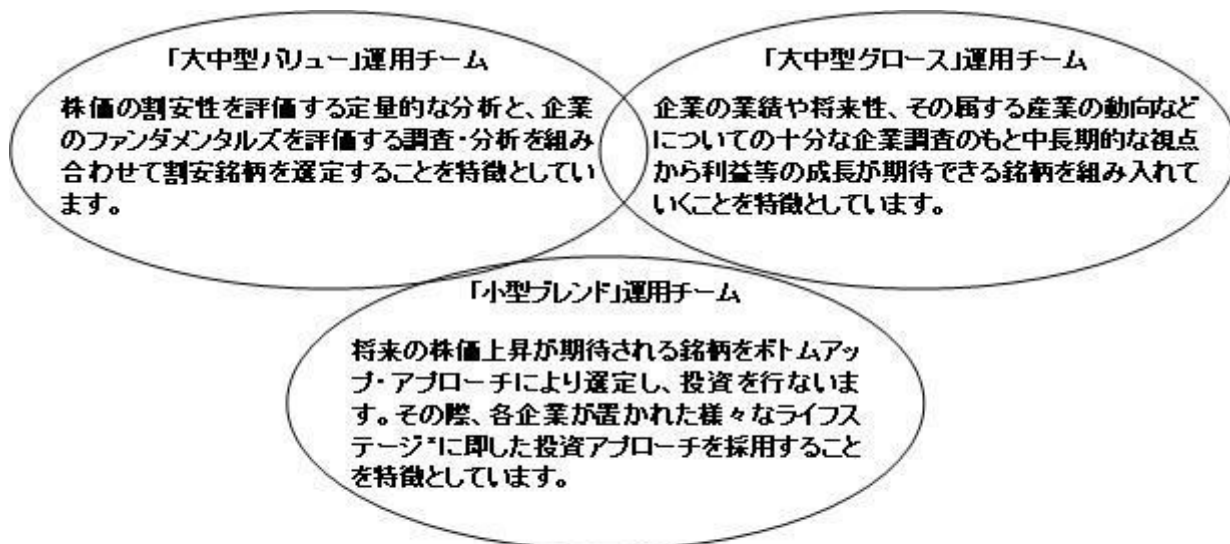 「大中型バリュー」運用チーム
株価の割安性を評価する定量的な分析と、企業
のファンダメンタルズを評価する調査・分析を組み
合わせて割安銘柄を選定することを特徴としてい
ます。
「大中型グロース」運用チーム
企業の業績や将来性、その属する産業の動向など
についての十分な企業調査のもと中長期的な視点
から利益等の成長が期待できる銘柄を組み入れて
いくことを特徴としています。
「小型ブレンド」運用チーム
将来の株価上昇が期待される銘柄をボトムアッ
プ・アプローチにより選定し、投資を行ないま
す。その際、各企業が置かれた様々なライフス
テージ*に即した投資アプローチを採用すること
を特徴としています。